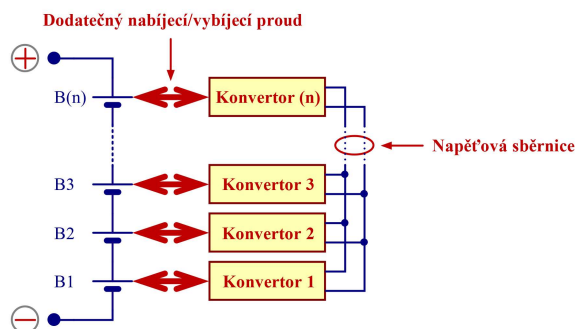 Dodatečný nabíjecí/vybíjecí proud
B(n)
Konvertor (n)
Napěťová sběrnice
B3
Konvertor 3
B2
Konvertor 2
B1
Konvertor 1